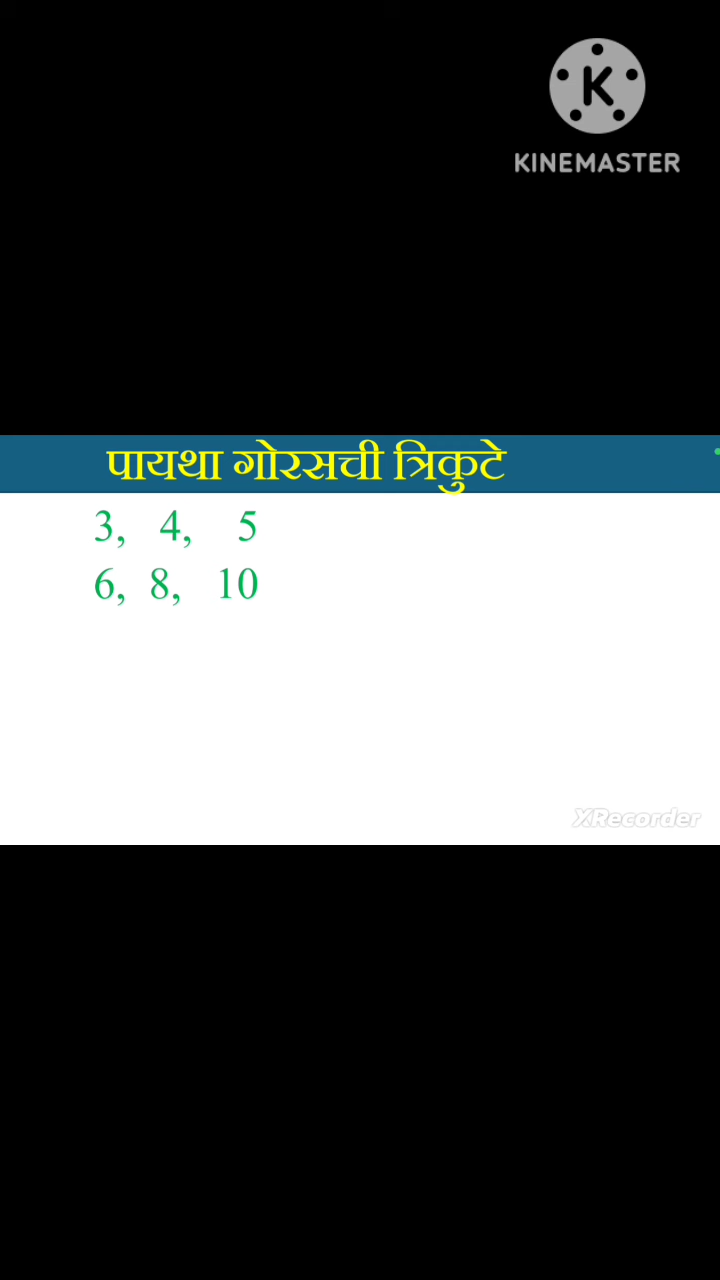 K
KINEMASTER
पायथा गोरसची त्रिकुटे
3, 4, 5
6, 8, 10
XRecorder